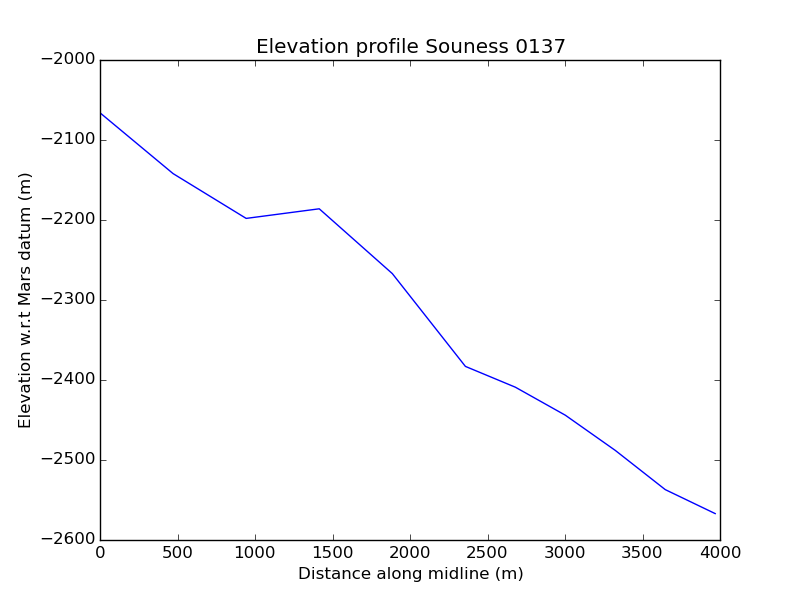 Elevation profile Souness 0137
−2000
−2100
−2200
−2300
−2400
−2500
−2600
Elevation w.r.t Mars datum (m)
0 500 1000 1500 2000 2500 3000 3500 4000
Distance along midline (m)